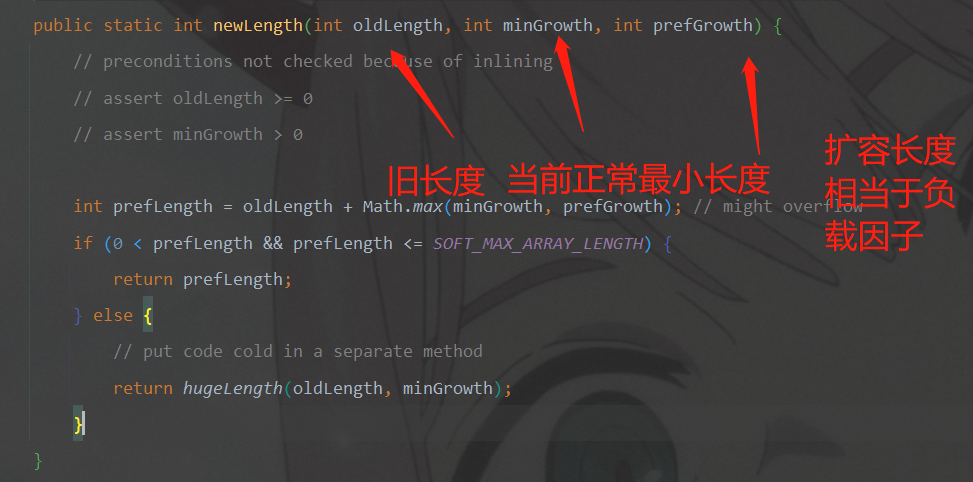 public static int newLength(int oldLength, int minGrowth, int prefGrowth) {
// preconditions not checked because of inlining
// assert oldLength >= 0
// assert minGrowth > 0
旧长度
当前正常最小长度
扩容长度
相当于负
载因子
int prefLength = oldLength + Math.max(minGrowth, prefGrowth); // might overflow
if (0 < prefLength && prefLength <= SOFT_MAX_ARRAY_LENGTH) {
return prefLength;
} else {
// put code cold in a separate method
return hugeLength(oldLength, minGrowth);
}
}